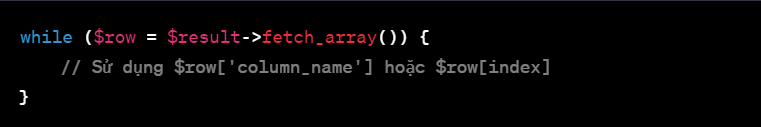 while ($row = $result->fetch_array()) {
    // Sử dụng $row['column_name'] hoặc $row[index]
}